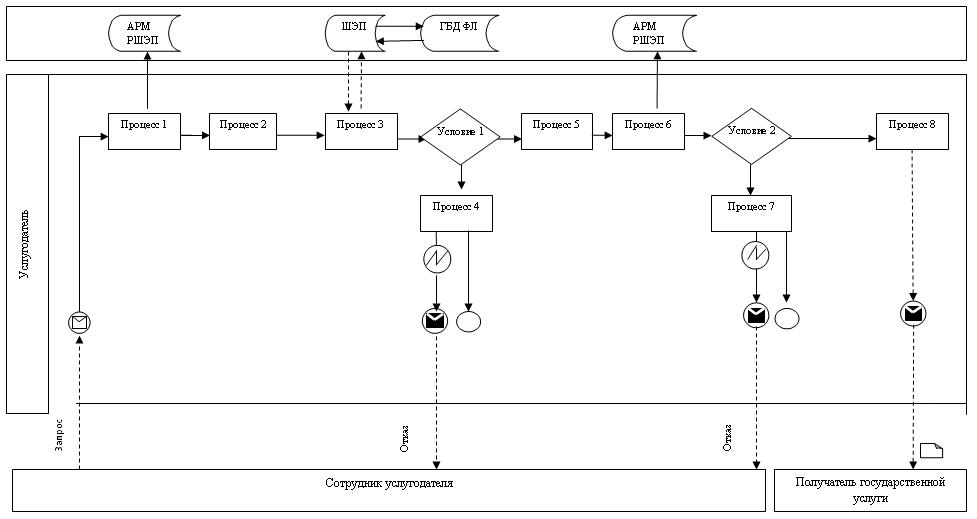 АРМ
РШЭП
ШЭП
ГБД ФЛ
АРМ
РШЭП
Услугодатель
Процесс 1
Процесс 2
Процесс 3
Условие 1
Процесс 5
Процесс 6
Условие 2
Процесс 8
Процесс 4
Процесс 7
Запрос
Отказ
Отказ
Сотрудник услугодателя
Получатель государственной
услуги